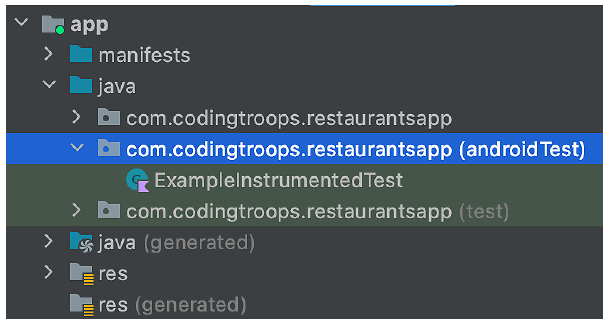 app
manifests
java
com.codingtroops.restaurantsapp
com.codingtroops.restaurantsapp (androidTest)
ExampleInstrumentedTest
com.codingtroops.restaurantsapp (test)
java (generated)
res
res (generated)